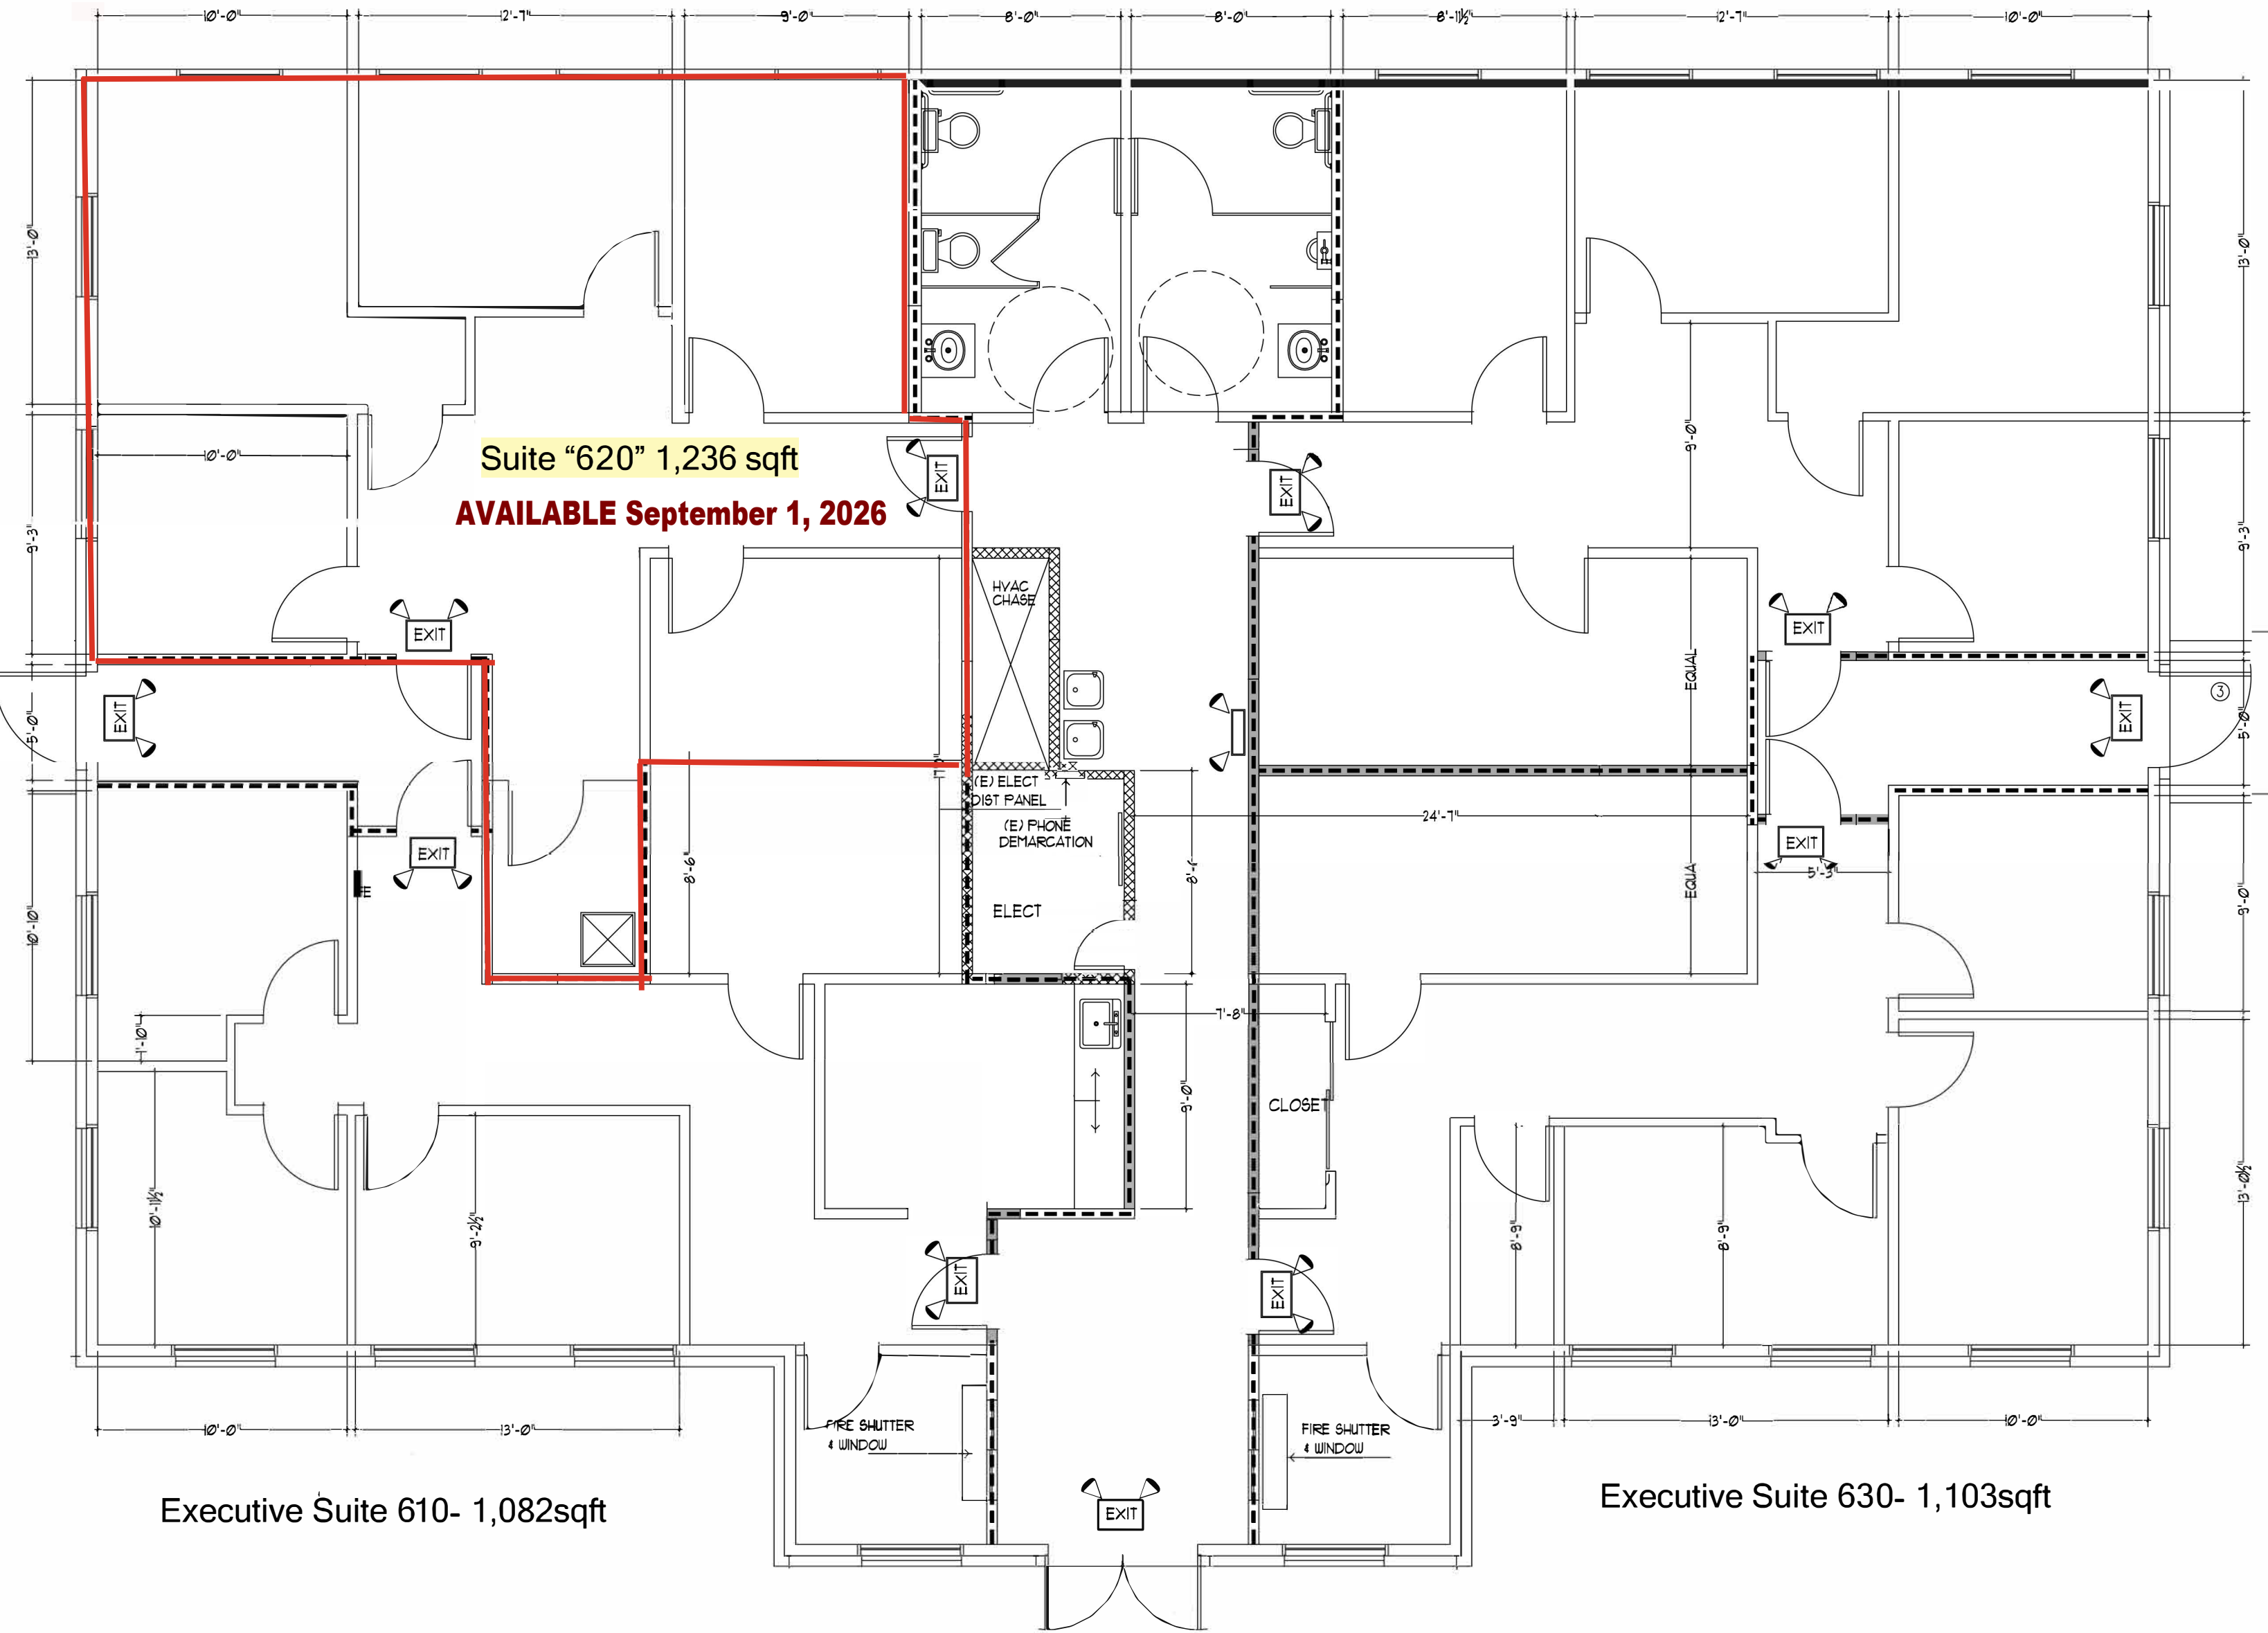 10'-0" 12'-7" 9'-0" 8'-0" 8'-0" 8'-11½" 12'-7" 10'-0"
13'-0"
13'-0"
10'-0"
Suite “620” 1,236 sqft
AVAILABLE September 1, 2026
EXIT
EXIT
9'-0"
9'-3"
9'-3"
HVAC
CHASE
EXIT
EXIT
EQUAL
EXIT
5'-0"
EXIT
3
5'-0"
(E) ELECT
DIST PANEL
(E) PHONE
DEMARCATION
24'-7"
EXIT
EXIT
5'-3"
8'-6"
8'-6
EQUA
ELECT
10'-10"
9'-0"
1'-10"
7'-8"
9'-0"
CLOSET
10'-11½"
9'-2½"
8'-9"
8'-9"
13'-0½"
EXIT
EXIT
10'-0" 13'-0"
3'-9" 13'-0" 10'-0"
FIRE SHUTTER
& WINDOW
FIRE SHUTTER
& WINDOW
Executive Suite 610- 1,082sqft
EXIT
Executive Suite 630- 1,103sqft